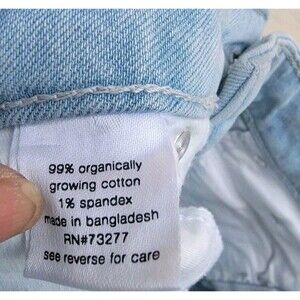 99% organically
growing cotton
1% spandex
made in bangladesh
RN#73277
see reverse for care